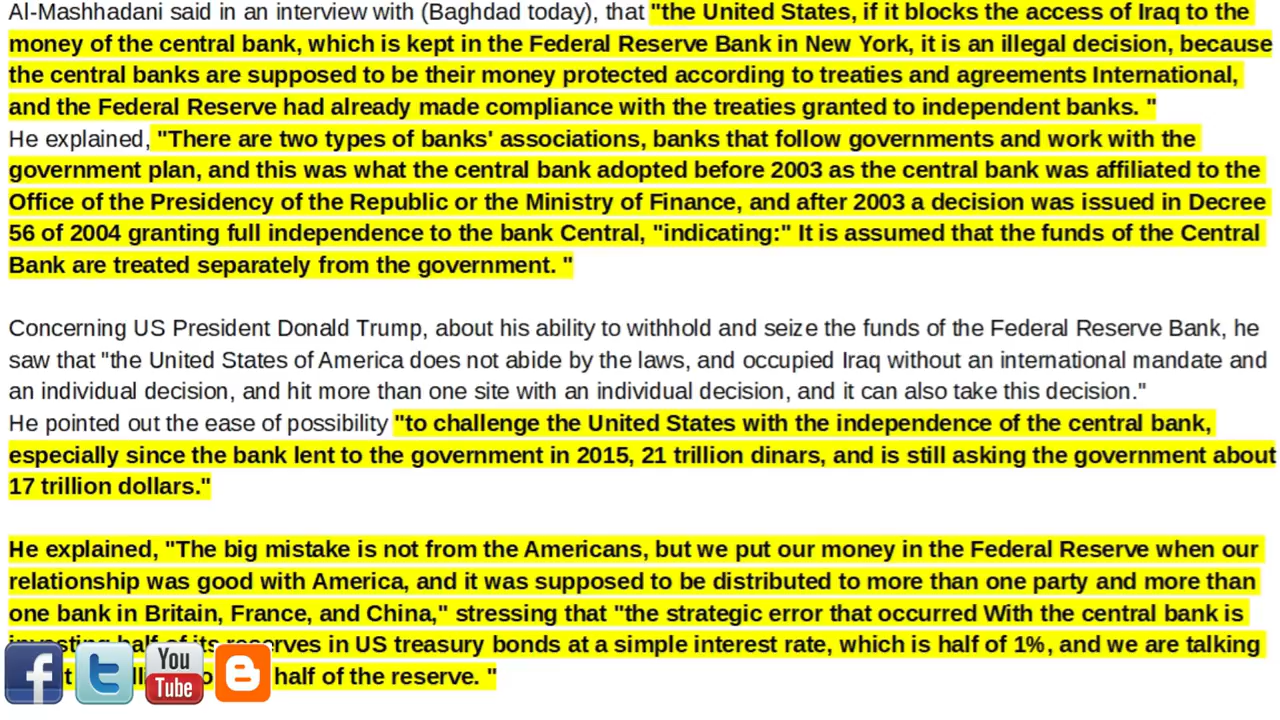 Al-Mashhadani said in an interview with (Baghdad today), that "the United States, if it blocks the access of Iraq to the
money of the central bank, which is kept in the Federal Reserve Bank in New York, it is an illegal decision, because
the central banks are supposed to be their money protected according to treaties and agreements International,
and the Federal Reserve had already made compliance with the treaties granted to independent banks. "
He explained, "There are two types of banks' associations, banks that follow governments and work with the
government plan, and this was what the central bank adopted before 2003 as the central bank was affiliated to the
Office of the Presidency of the Republic or the Ministry of Finance, and after 2003 a decision was issued in Decree
56 of 2004 granting full independence to the bank Central, "indicating:" It is assumed that the funds of the Central
Bank are treated separately from the government. "
Concerning US President Donald Trump, about his ability to withhold and seize the funds of the Federal Reserve Bank, he
saw that "the United States of America does not abide by the laws, and occupied Iraq without an international mandate and
an individual decision, and hit more than one site with an individual decision, and it can also take this decision."
He pointed out the ease of possibility "to challenge the United States with the independence of the central bank,
especially since the bank lent to the government in 2015, 21 trillion dinars, and is still asking the government about
17 trillion dollars."
He explained, "The big mistake is not from the Americans, but we put our money in the Federal Reserve when our
relationship was good with America, and it was supposed to be distributed to more than one party and more than
one bank in Britain, France, and China," stressing that "the strategic error that occurred With the central bank is
investing half of its reserves in US treasury bonds at a simple interest rate, which is half of 1%, and we are talking
half of the reserve. "
You
Tube